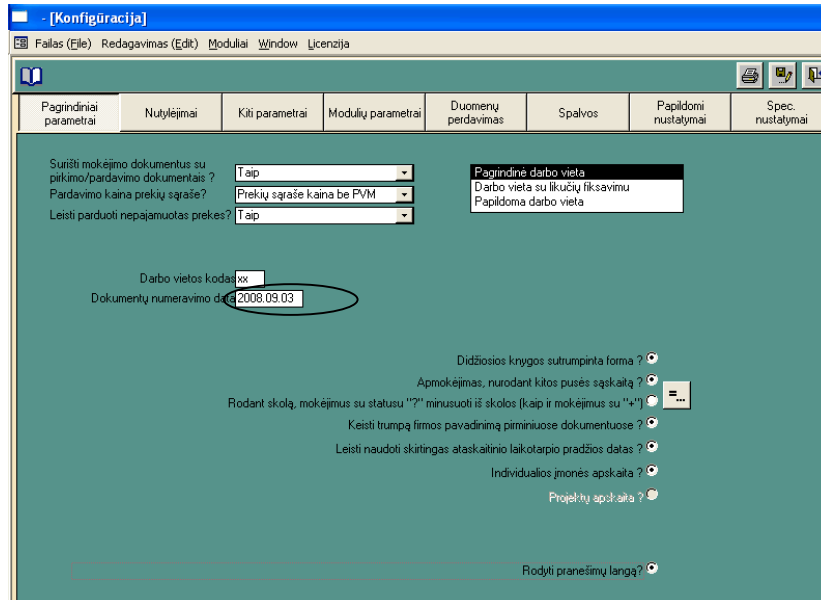 - [Konfigūracija]
Failas (File) Redagavimas (Edit) Moduliai Window Licenzija
Pagrindiniai parametrai
Nutylėjimai
Kiti parametrai
Modulių parametrai
Duomenų perdavimas
Spalvos
Papildomi nustatymai
Spec. nustatymai
Surišti mokėjimo dokumentus su
pirkimo/pardavimo dokumentais ? Taip
Pardavimo kaina prekių sąraše? Prekių sąraše kaina be PVM
Leisti parduoti nepajamuotas prekes? Taip
Pagrindinė darbo vieta
Darbo vieta su likučių fiksavimu
Papildoma darbo vieta
Darbo vietos kodas xx
Dokumentų numeravimo data 2008.09.03
Didžiosios knygos sutrumpinta forma ?
Apmokėjimas, nurodant kitos pusės sąskaitą ?
=...
Rodant skolą, mokėjimus su statusu "?" minusuoti iš skolos (kaip ir mokėjimus su "+")
Keisti trumpą firmos pavadinimą pirminiuose dokumentuose ?
Leisti naudoti skirtingas ataskaitinio laikotarpio pradžios datas ?
Individualios įmonės apskaita ?
Projektų apskaita ?
Rodyti pranešimų langą?